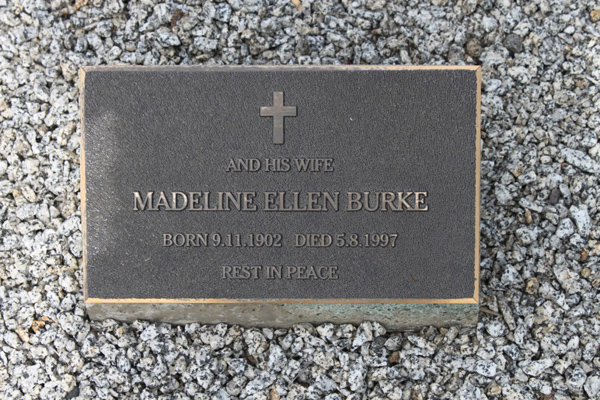 AND HIS WIFE
MADELINE ELLEN BURKE
BORN 9.11.1902 DIED 5.8.1997
REST IN PEACE